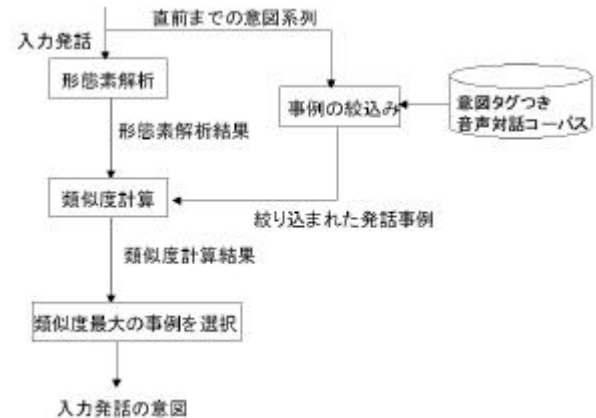 直前までの意図系列
入力発話
形態素解析
事例の絞込み
意図タグつき
音声対話コーパス
形態素解析結果
類似度計算
絞り込まれた発話事例
類似度計算結果
類似度最大の事例を選択
入力発話の意図